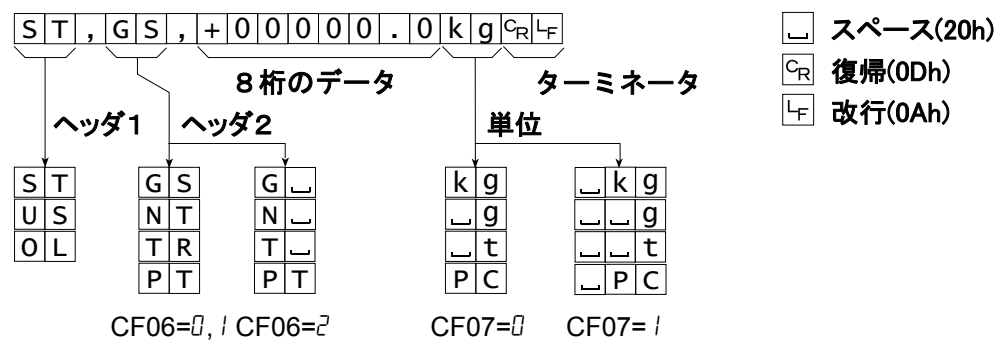 ST,GS,+00000.0kgCRLF
␣ スペース(20h)
CR 復帰(0Dh)
LF 改行(0Ah)
8桁のデータ ターミネータ
ヘッダ1 ヘッダ2 単位
ST GS G␣ kg ␣kg
US NT N␣ ␣g ␣␣g
OL TR T␣ ␣t ␣␣t
PT PT PC ␣PC
CF06=0,1 CF06=2 CF07=0 CF07=1